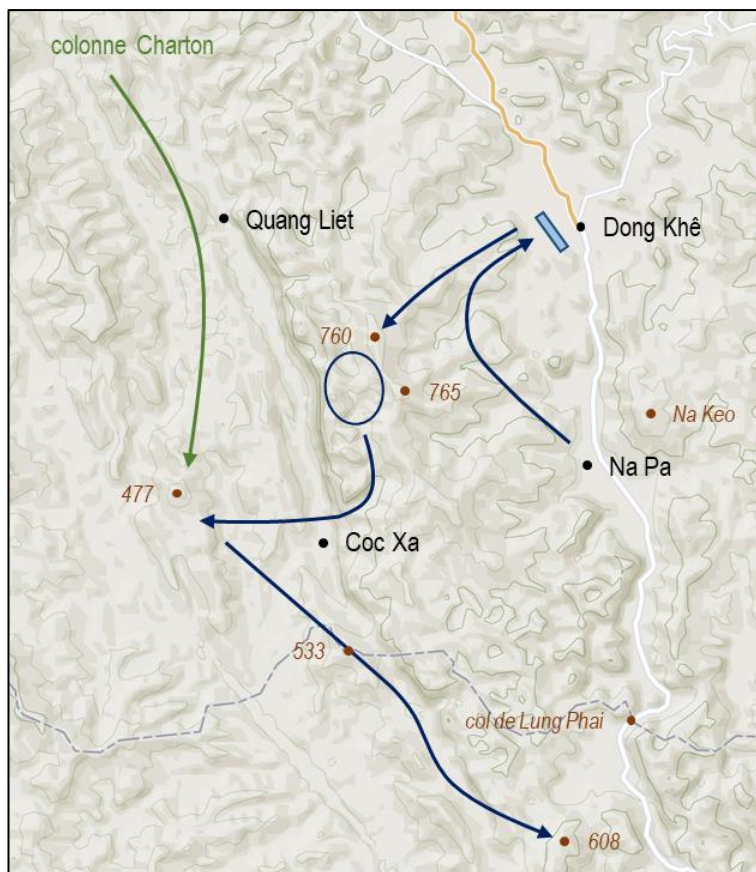 colonne Charton
Quang Liet
Dong Khê
760
765
Na Keo
Na Pa
477
Coc Xa
533
col de Lung Phai
608